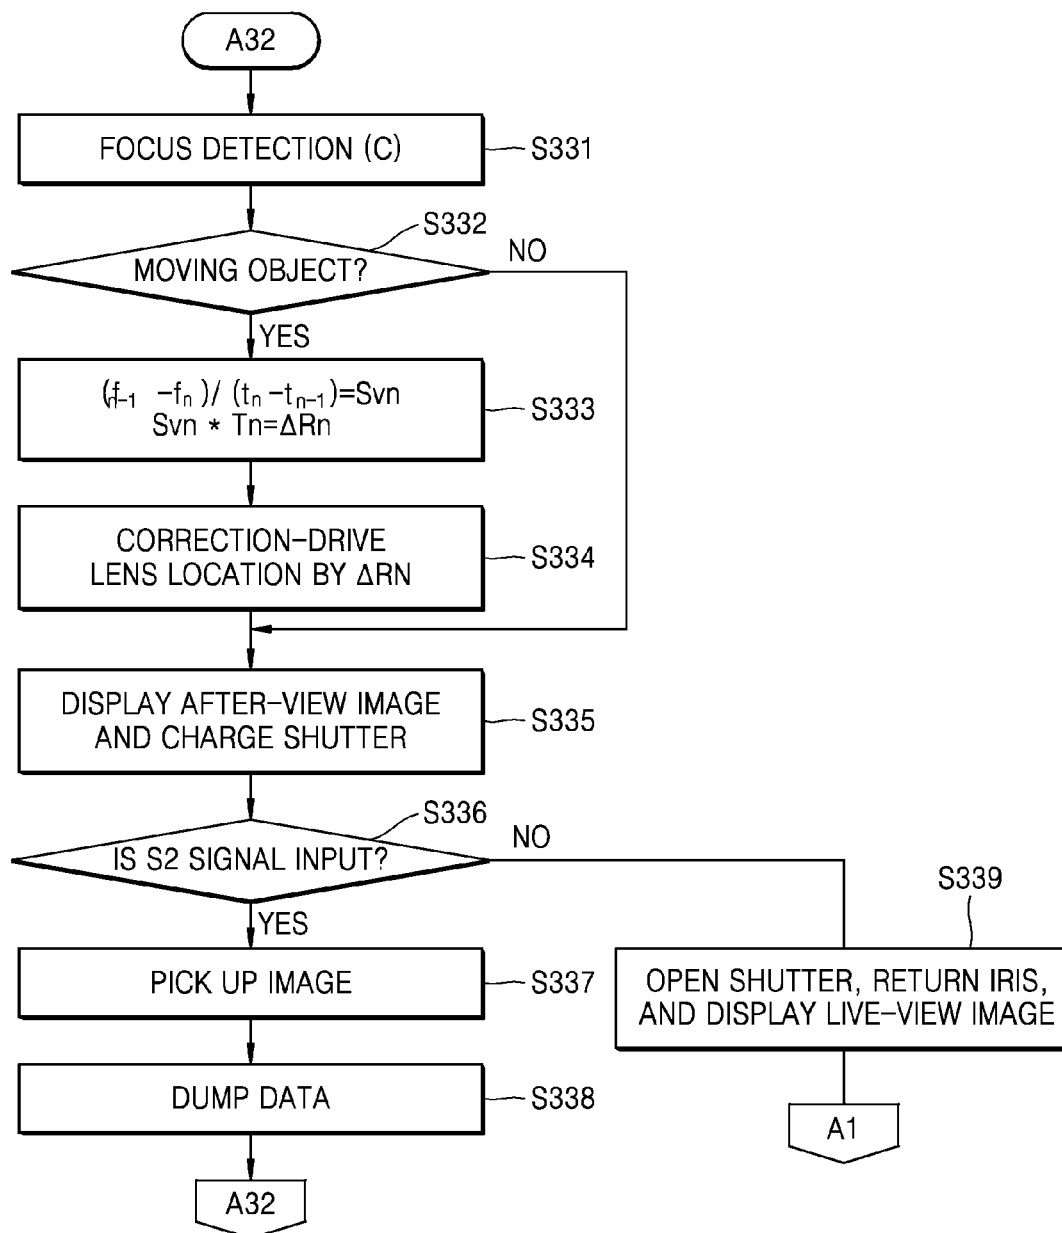 A32
FOCUS DETECTION (C)
S331
S332
MOVING OBJECT?
NO
YES
(fn-1 -fn)/ (tn-tn-1)=Svn
Svn * Tn=ΔRn
S333
CORRECTION-DRIVE
LENS LOCATION BY ΔRN
S334
DISPLAY AFTER-VIEW IMAGE
AND CHARGE SHUTTER
S335
S336
IS S2 SIGNAL INPUT?
NO
YES
S339
PICK UP IMAGE
S337
OPEN SHUTTER, RETURN IRIS,
AND DISPLAY LIVE-VIEW IMAGE
DUMP DATA
S338
A1
A32